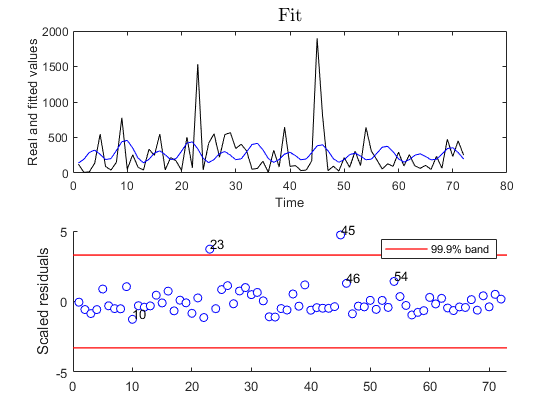 Fit
Real and fitted values
2000
1500
1000
500
0
0 10 20 30 40 50 60 70 80
Time
Scaled residuals
5
0
-5
45
23
99.9% band
46
54
10
0 10 20 30 40 50 60 70